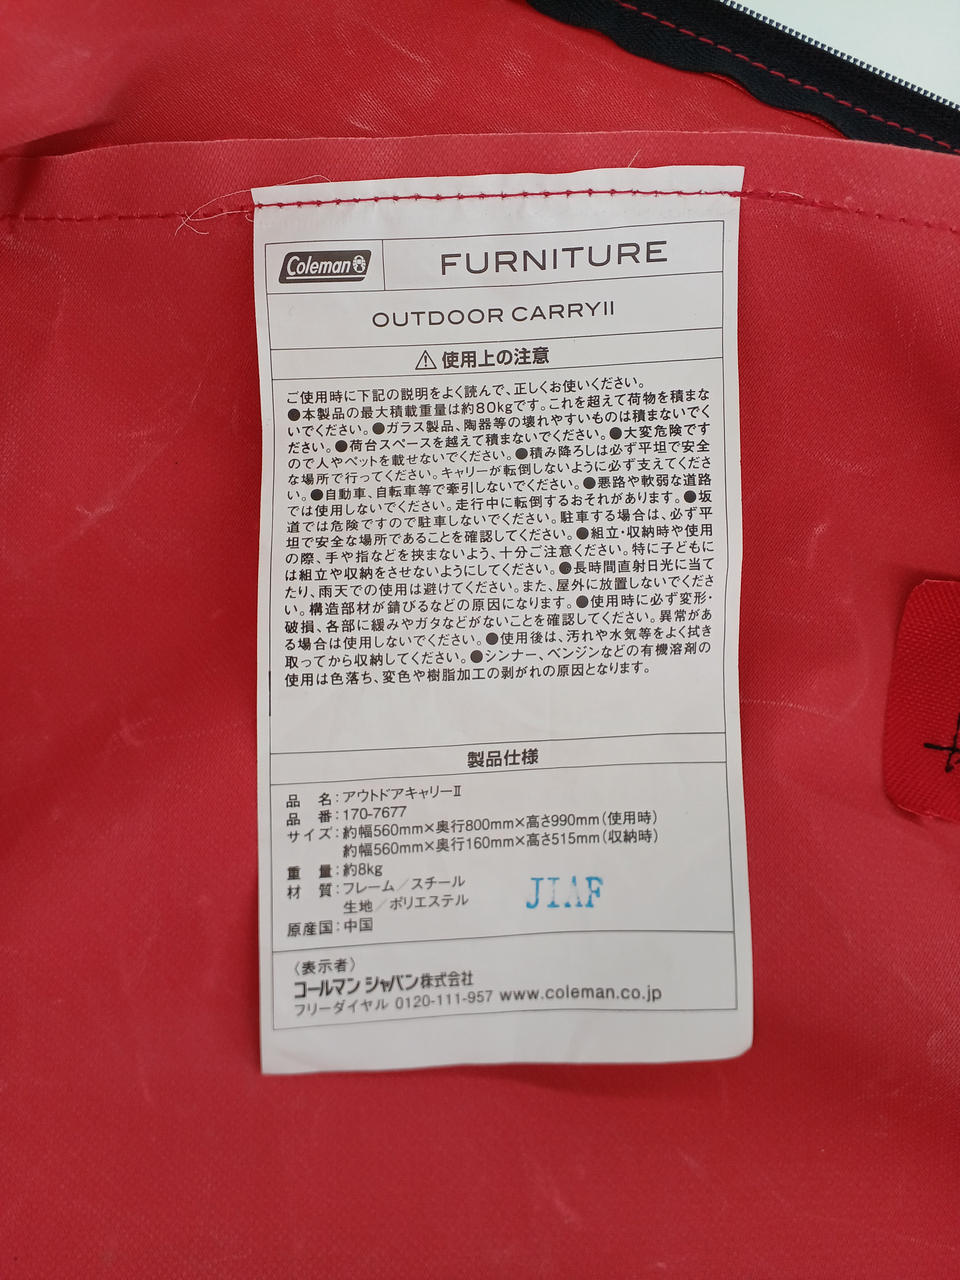 Coleman
FURNITURE
OUTDOOR CARRYII
⚠使用上の注意
ご使用時に下記の説明をよく読んで、正しくお使いください。
●本製品の最大積載重量は約80kgです。これを超えて荷物を積まな
いでください。●ガラス製品、陶器等の壊れやすいものは積まないでく
ださい。●荷台スペースを越えて積まないでください。●大変危険です
ので人やペットを載せないでください。●積み降ろしは必ず平坦で安全
な場所で行ってください。キャリーが転倒しないように必ず支えてくださ
い。●自動車、自転車等で牽引しないでください。●悪路や軟弱な道路
では使用しないでください。走行中に転倒するおそれがあります。●坂
道では危険ですので駐車しないでください。駐車する場合は、必ず平
坦で安全な場所であることを確認してください。●組立・収納時や使用
の際、手や指などを挟まないよう、十分ご注意ください。特に子どもに
は組立や収納をさせないようにしてください。●長時間直射日光に当て
たり、雨天での使用は避けてください。また、屋外に放置しないでくださ
い。構造部材が錆びるなどの原因になります。●使用時に必ず変形・
破損、各部に緩みやガタなどがないことを確認してください。異常があ
る場合は使用しないでください。●使用後は、汚れや水気等をよく拭き
取ってから収納してください。●シンナー、ベンジンなどの有機溶剤の
使用は色落ち、変色や樹脂加工の剥がれの原因となります。
製品仕様
品 名：アウトドアキャリーⅡ
品 番：170-7677
サイズ：約幅560mm×奥行800mm×高さ990mm（使用時）
約幅560mm×奥行160mm×高さ515mm（収納時）
重 量：約8kg
材 質：フレーム／スチール
生地／ポリエステル
原産国：中国
JIAF
〈表示者〉
コールマン ジャパン株式会社
フリーダイヤル 0120-111-957 www.coleman.co.jp